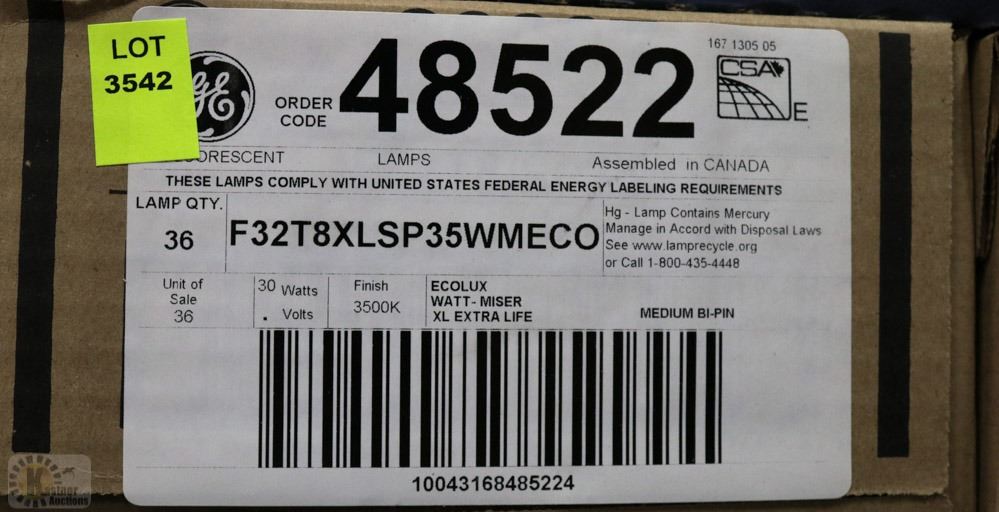 LOT
3542
GE
ORDER
CODE
48522
167 1305 05
CSA
E
LAMPS
Assembled in CANADA
THESE LAMPS COMPLY WITH UNITED STATES FEDERAL ENERGY LABELING REQUIREMENTS
LAMP QTY.
36
F32T8XLSP35WMECO
Hg - Lamp Contains Mercury
Manage in Accord with Disposal Laws
See www.lamprecycle.org
or Call 1-800-435-4448
Unit of
Sale
36
30 Watts
. Volts
Finish
3500K
ECOLUX
WATT- MISER
XL EXTRA LIFE
MEDIUM BI-PIN
10043168485224
Kastner
Auctions